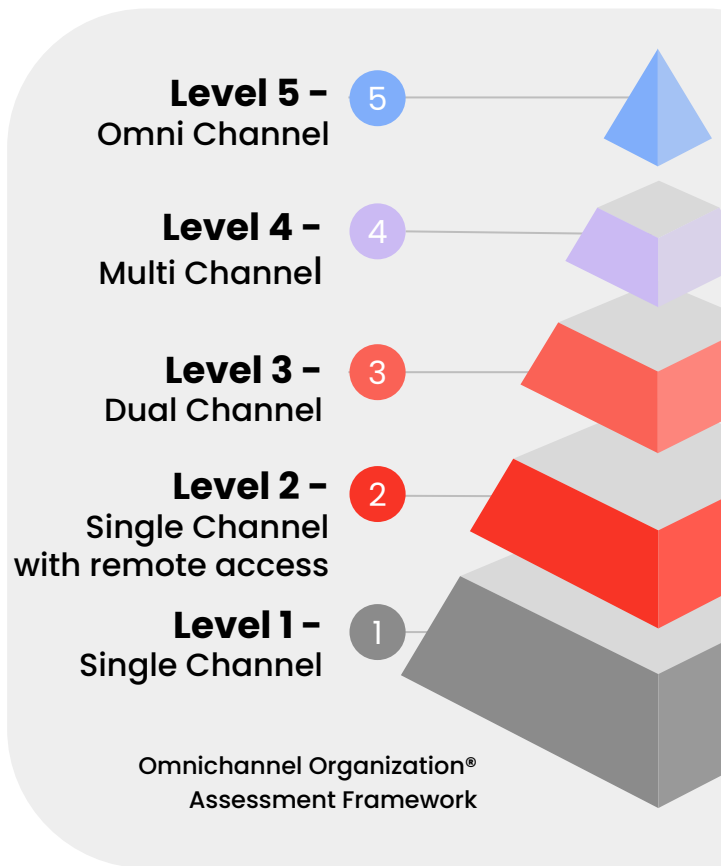 Level 5 -
5
Omni Channel
Level 4 -
4
Multi Channel
Level 3 -
3
Dual Channel
Level 2 -
2
Single Channel
with remote access
Level 1 -
1
Single Channel
Omnichannel Organization®
Assessment Framework